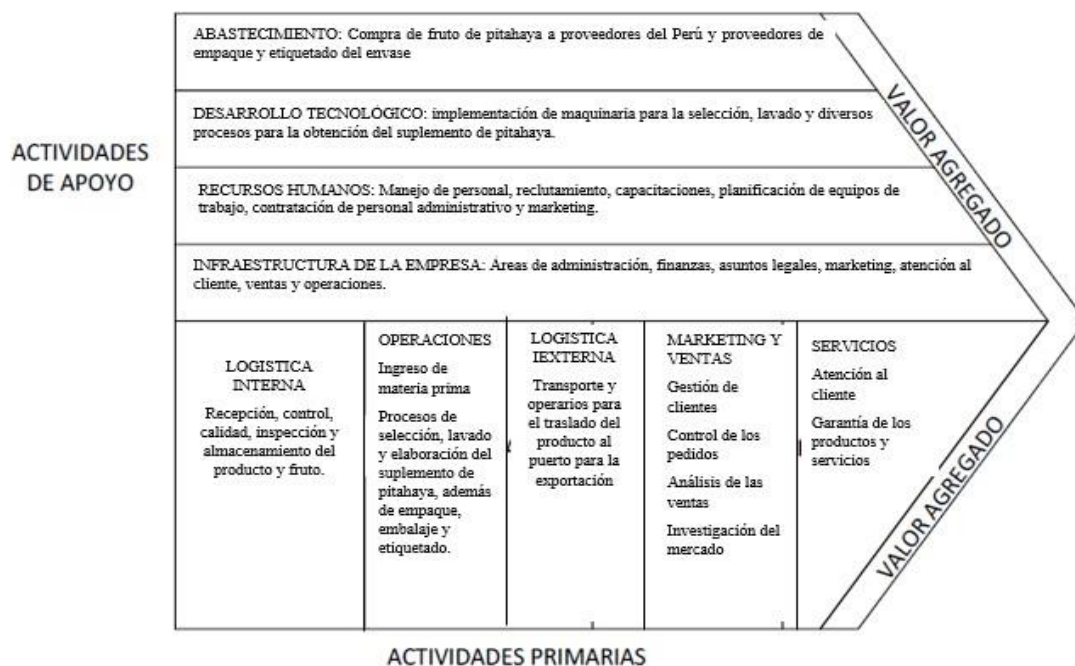 ABASTECIMIENTO: Compra de fruto de pitahaya a proveedores del Perú y proveedores de
empaque y etiquetado del envase
DESARROLLO TECNOLÓGICO: implementación de maquinaria para la selección, lavado y diversos
procesos para la obtención del suplemento de pitahaya.
ACTIVIDADES
DE APOYO
RECURSOS HUMANOS: Manejo de personal, reclutamiento, capacitaciones, planificación de equipos de
trabajo, contratación de personal administrativo y marketing.
INFRAESTRUCTURA DE LA EMPRESA: Áreas de administración, finanzas, asuntos legales, marketing, atención al
cliente, ventas y operaciones.
VALOR AGREGADO
LOGISTICA
INTERNA
Recepción, control,
calidad, inspección y
almacenamiento del
producto y fruto.
OPERACIONES
Ingreso de
materia prima
Procesos de
selección, lavado
y elaboración del
suplemento de
pitahaya, además
de empaque,
embalaje y
etiquetado.
LOGISTICA
IEXTERNA
Transporte y
operarios para
el traslado del
producto al
puerto para la
exportación
MARKETING Y
VENTAS
Gestión de
clientes
Control de los
pedidos
Análisis de las
ventas
Investigación del
mercado
SERVICIOS
Atención al
cliente
Garantía de los
productos y
servicios
VALOR AGREGADO
ACTIVIDADES PRIMARIAS